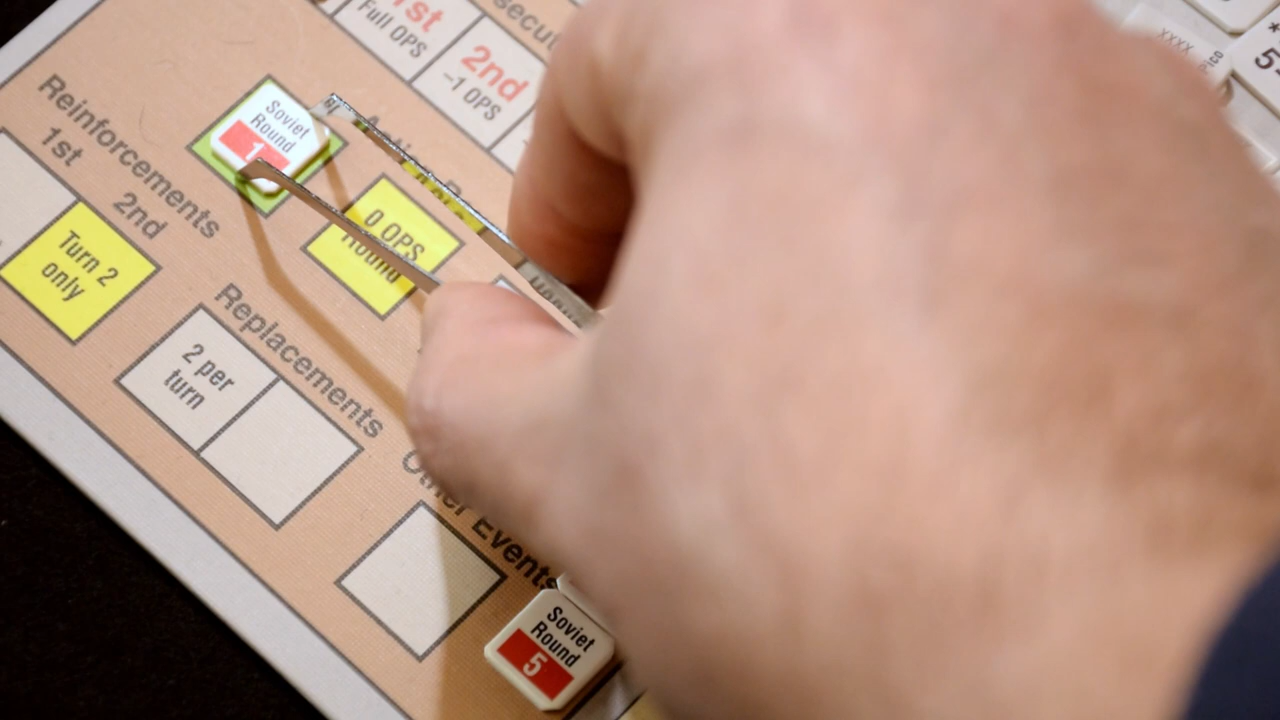 1st
Full OPS
2nd
-1 OPS
Soviet
Round
1
0 OPS
Round
Reinforcements
1st
2nd
Turn 2
only
Replacements
2 per
turn
Other Events
Soviet
Round
5